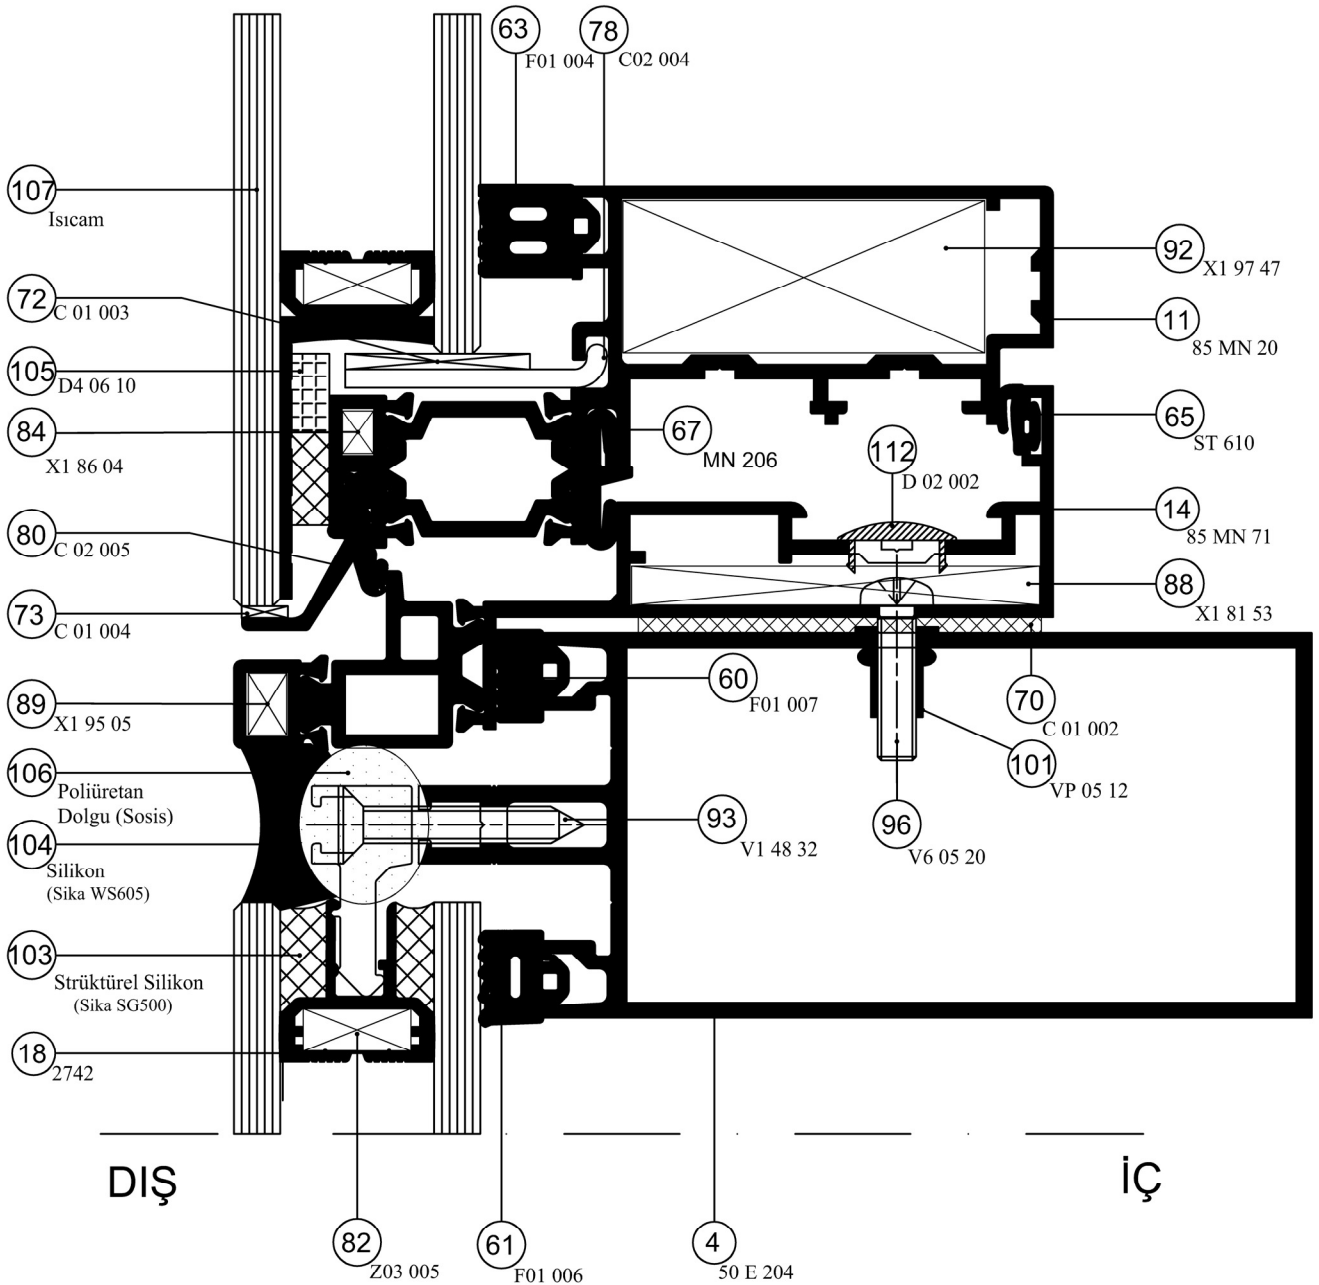 63
F01 004
78
C02 004
107
Isıcam
92
X1 97 47
72
C 01 003
11
85 MN 20
105
D4 06 10
65
ST 610
84
X1 86 04
67
MN 206
112
D 02 002
14
85 MN 71
80
C 02 005
88
X1 81 53
73
C 01 004
60
F01 007
70
C 01 002
89
X1 95 05
101
VP 05 12
106
Poliüretan
Dolgu (Sosis)
93
V1 48 32
96
V6 05 20
104
Silikon
(Sika WS605)
103
Strüktürel Silikon
(Sika SG500)
18
2742
DIŞ
İÇ
82
Z03 005
61
F01 006
4
50 E 204